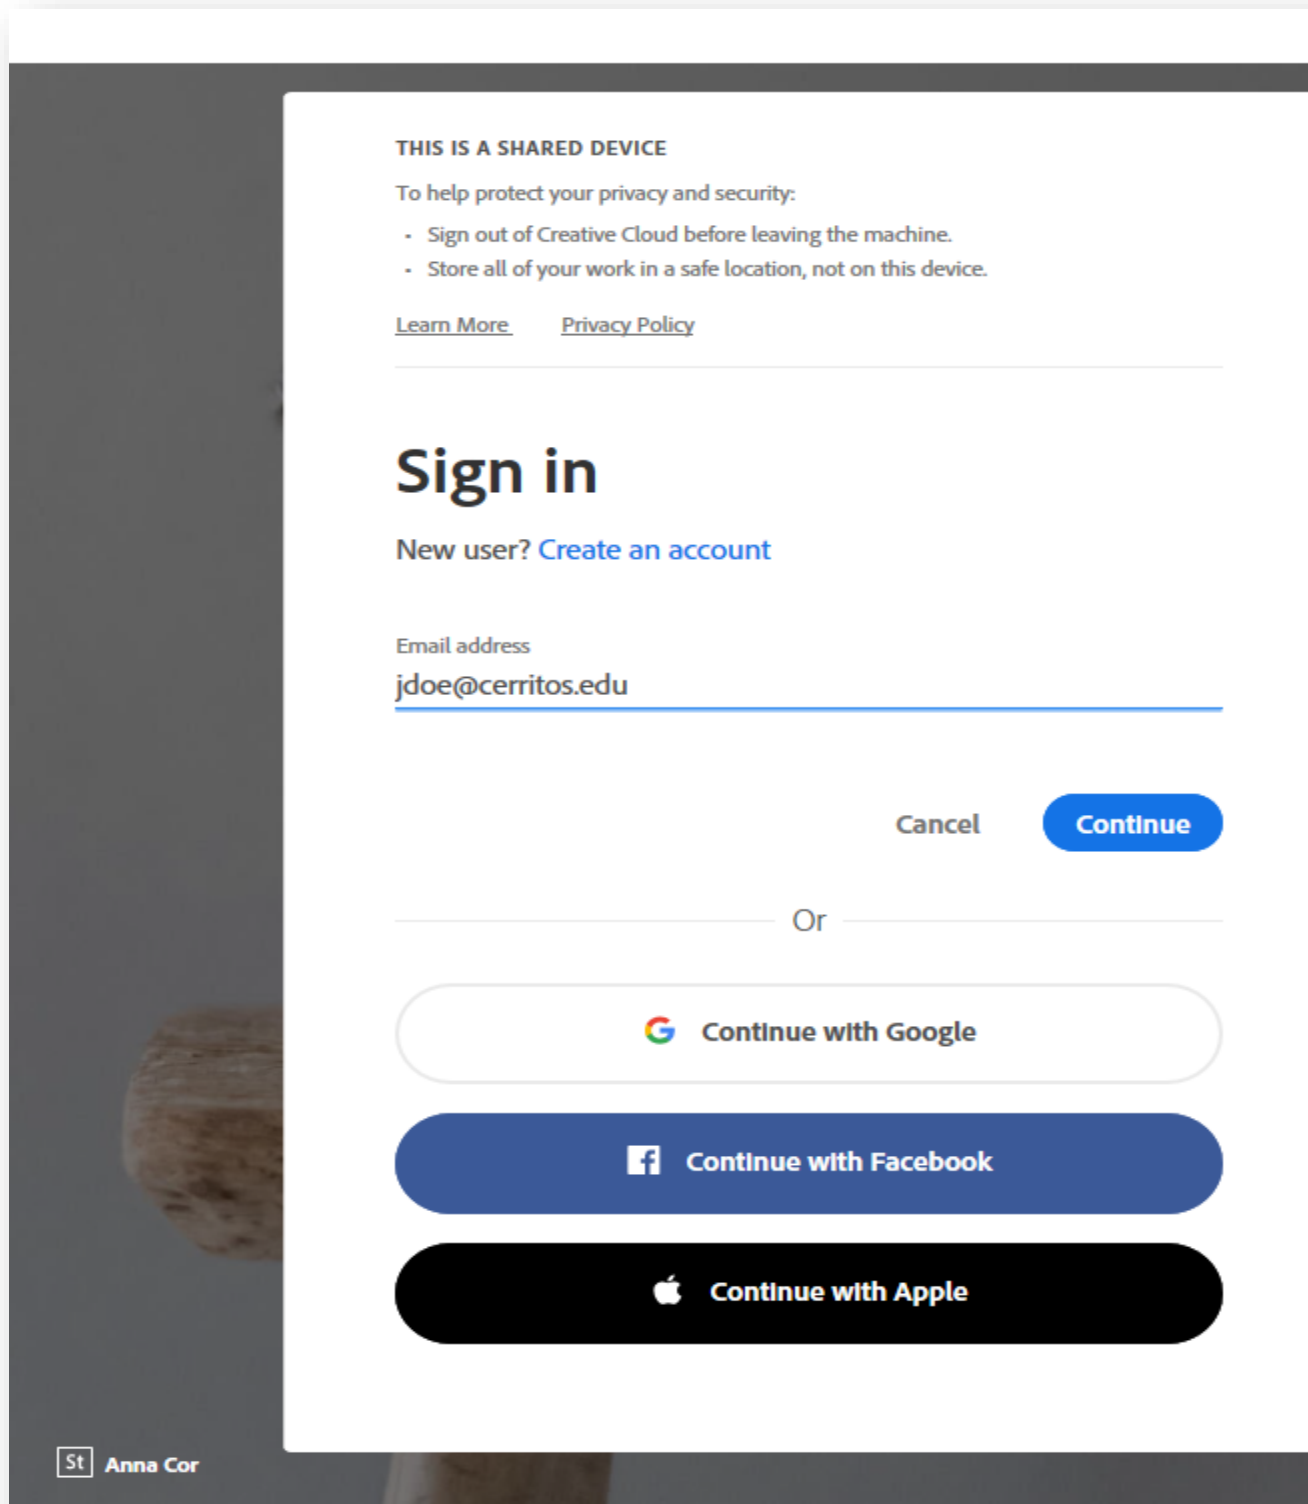 THIS IS A SHARED DEVICE
To help protect your privacy and security:
• Sign out of Creative Cloud before leaving the machine.
• Store all of your work in a safe location, not on this device.
Learn More Privacy Policy
Sign in
New user? Create an account
Email address
jdoe@cerritos.edu
Cancel Continue
Or
Continue with Google
Continue with Facebook
Continue with Apple
St Anna Cor